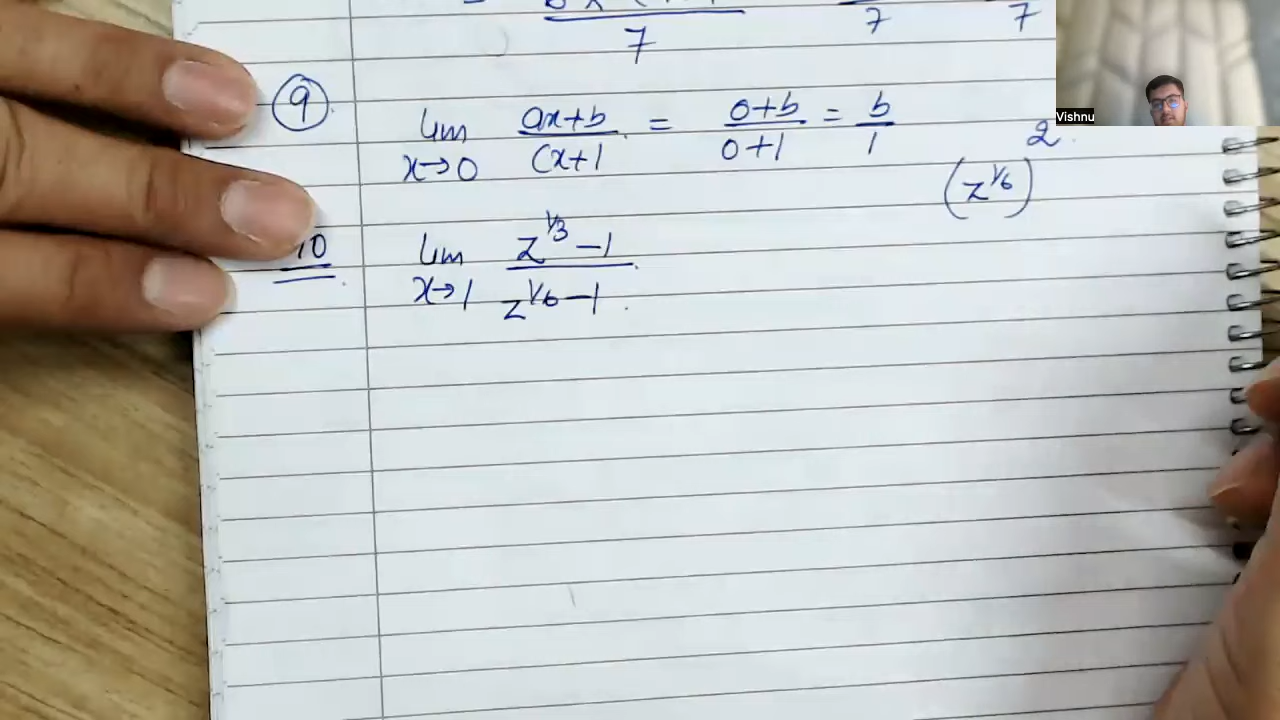 7 7 7
Vishnu
9 lim ax+b = 0+b = b
x→0 cx+1 0+1 1
2
(z^1/6)
10 lim z^1/3 −1
x→1 z^1/6 −1